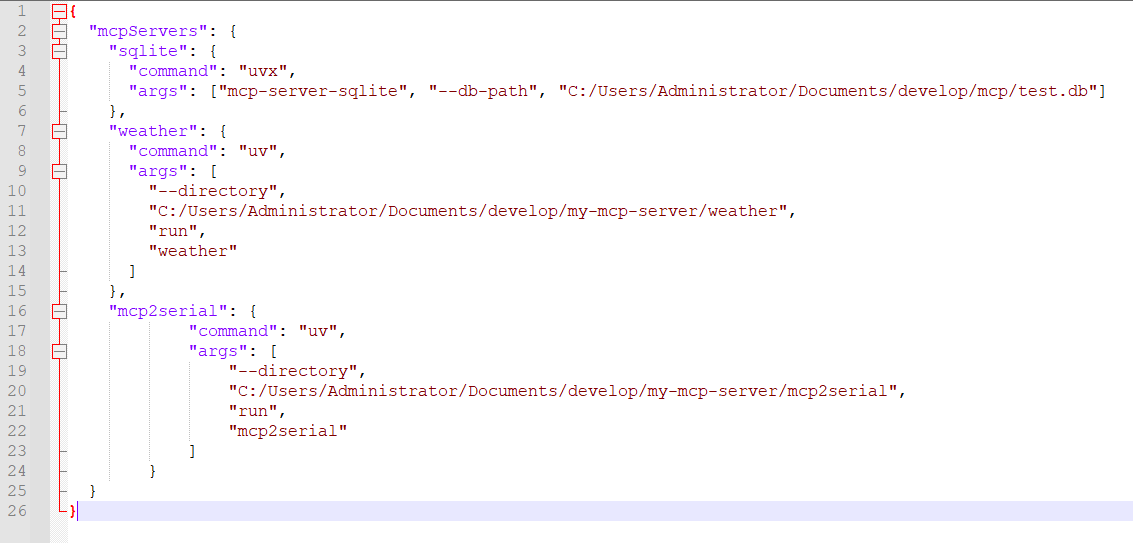 1 {
2   "mcpServers": {
3     "sqlite": {
4       "command": "uvx",
5       "args": ["mcp-server-sqlite", "--db-path", "C:/Users/Administrator/Documents/develop/mcp/test.db"]
6     },
7     "weather": {
8       "command": "uv",
9       "args": [
10         "--directory",
11         "C:/Users/Administrator/Documents/develop/my-mcp-server/weather",
12         "run",
13         "weather"
14       ]
15     },
16     "mcp2serial": {
17             "command": "uv",
18             "args": [
19                 "--directory",
20                 "C:/Users/Administrator/Documents/develop/my-mcp-server/mcp2serial",
21                 "run",
22                 "mcp2serial"
23             ]
24         }
25   }
26 }